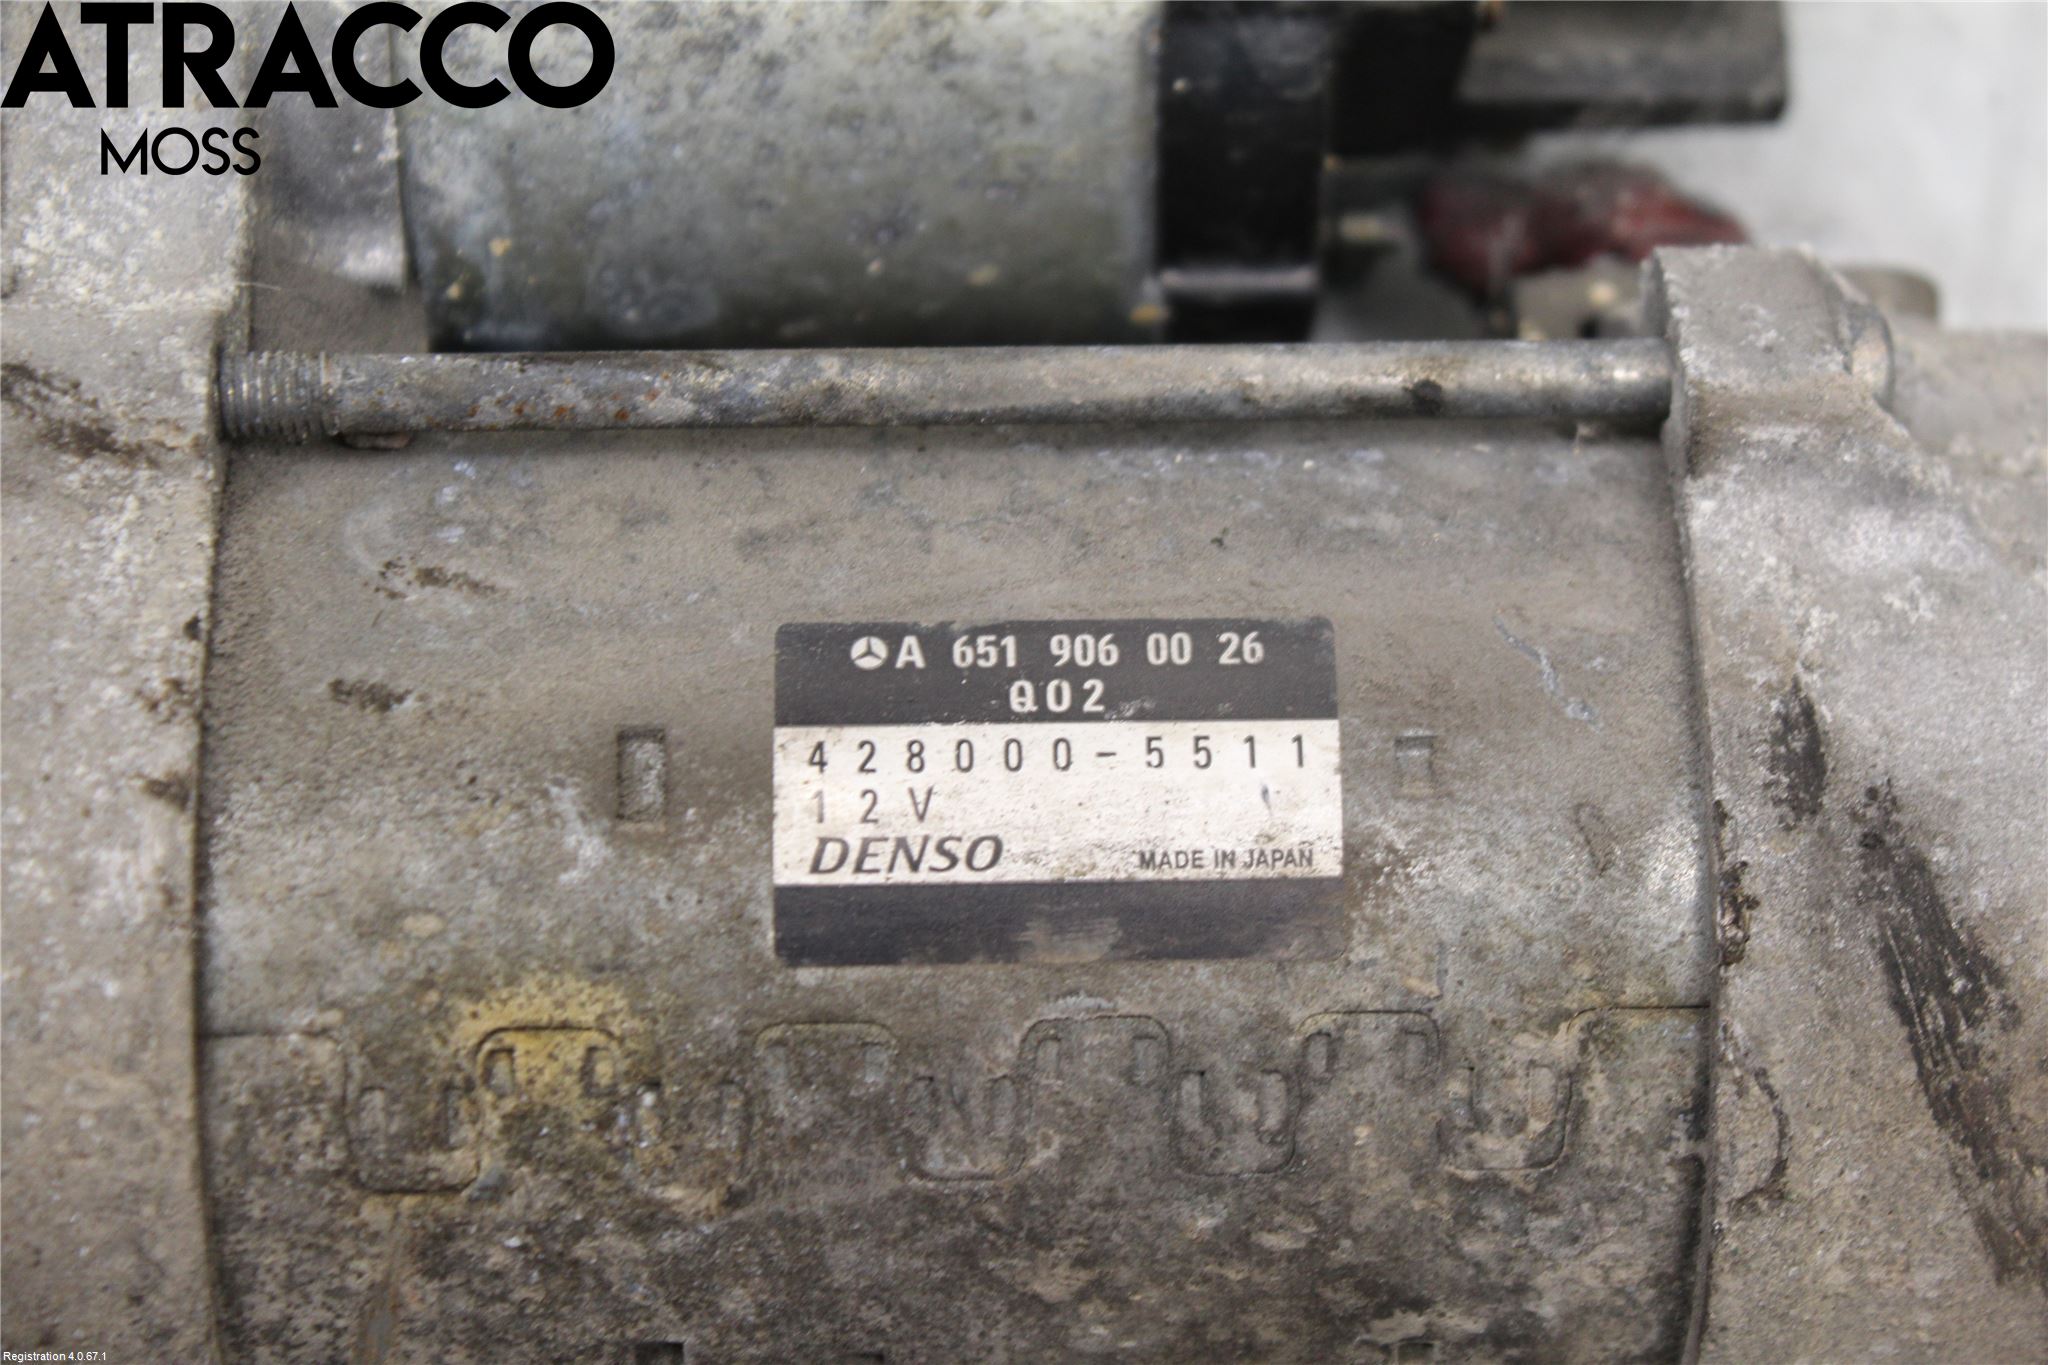 ATRACCO
MOSS
A 651 906 00 26
Q02
428000-5511
12V
DENSO
MADE IN JAPAN
Registration 4.0.67.1